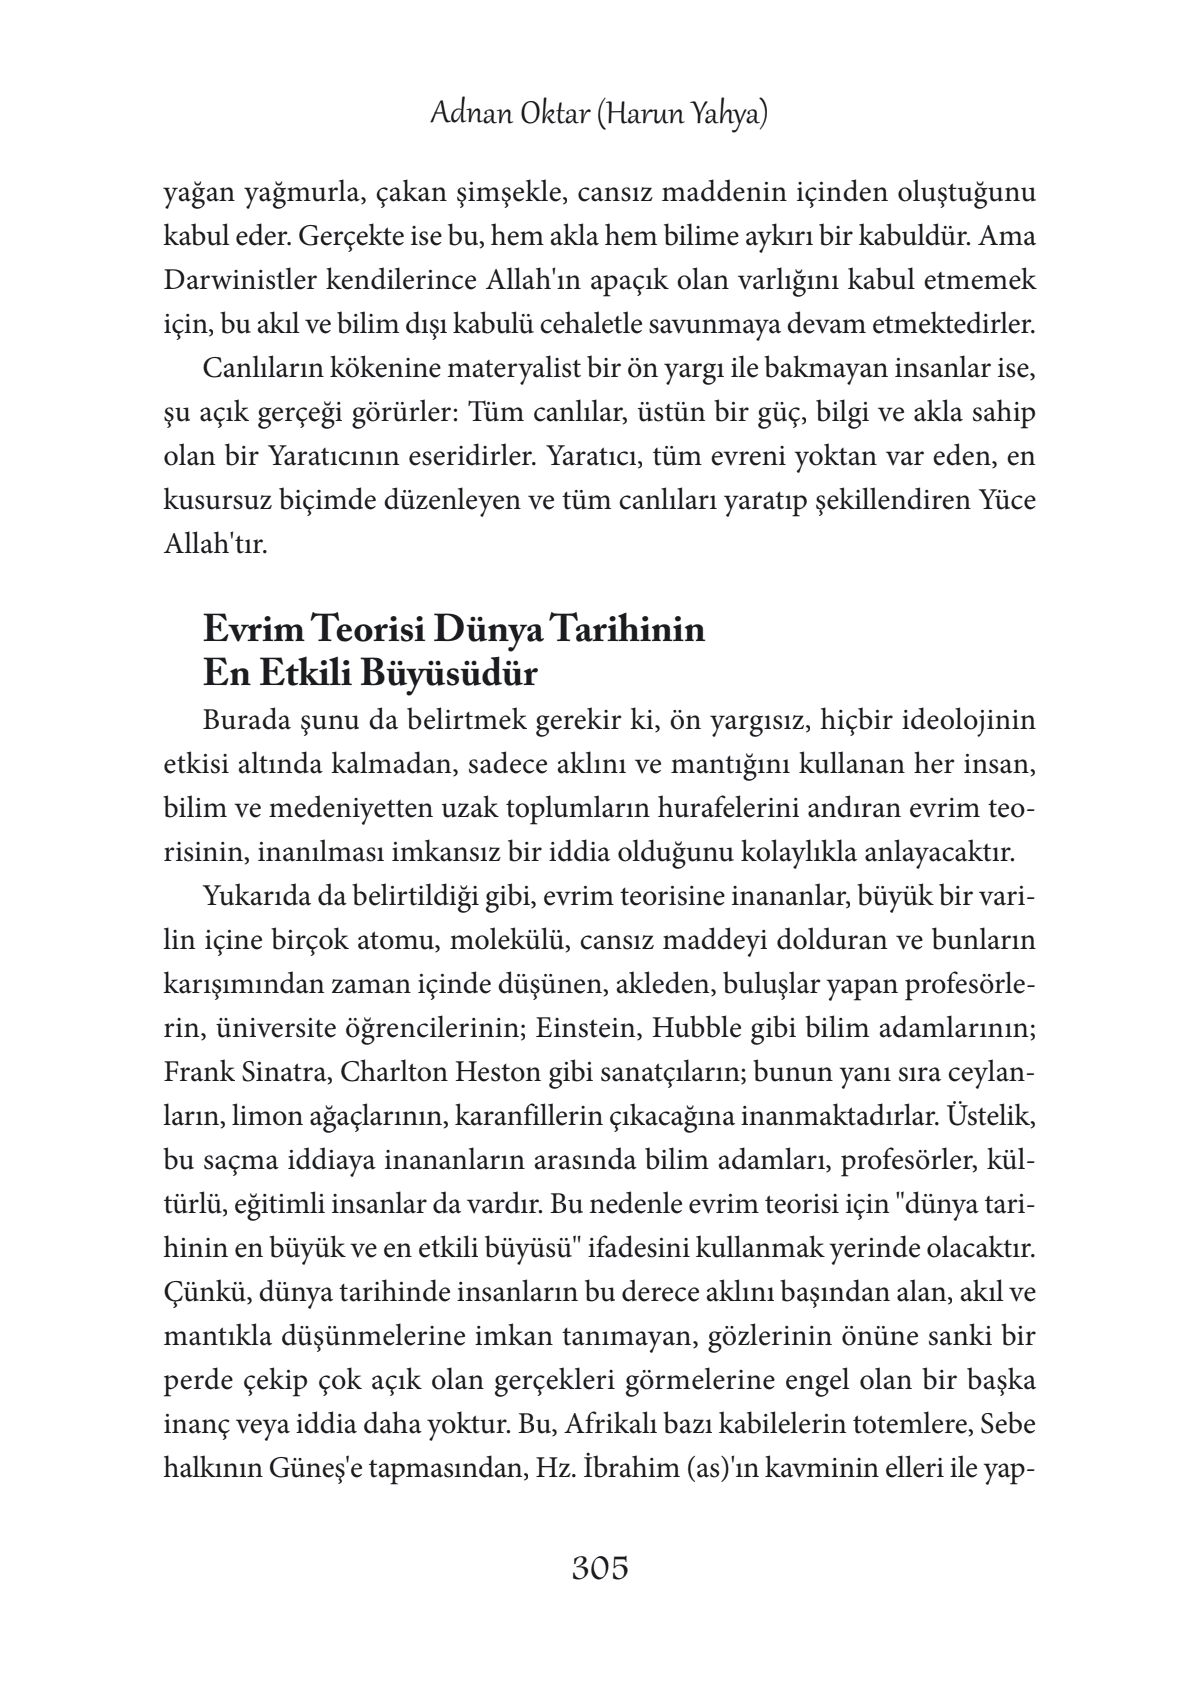 Adnan Oktar (Harun Yahya)
yağan yağmurla, çakan şimşekle, cansız maddenin içinden oluştuğunu
kabul eder. Gerçekte ise bu, hem akla hem bilime aykırı bir kabuldür. Ama
Darwinistler kendilerince Allah'ın apaçık olan varlığını kabul etmemek
için, bu akıl ve bilim dışı kabulü cehaletle savunmaya devam etmektedirler.
Canlıların kökenine materyalist bir ön yargı ile bakmayan insanlar ise,
şu açık gerçeği görürler: Tüm canlılar, üstün bir güç, bilgi ve akla sahip
olan bir Yaratıcının eseridirler. Yaratıcı, tüm evreni yoktan var eden, en
kusursuz biçimde düzenleyen ve tüm canlıları yaratıp şekillendiren Yüce
Allah'tır.
Evrim Teorisi Dünya Tarihinin
En Etkili Büyüsüdür
Burada şunu da belirtmek gerekir ki, ön yargısız, hiçbir ideolojinin
etkisi altında kalmadan, sadece aklını ve mantığını kullanan her insan,
bilim ve medeniyetten uzak toplumların hurafelerini andıran evrim teo-
risinin, inanılması imkansız bir iddia olduğunu kolaylıkla anlayacaktır.
Yukarıda da belirtildiği gibi, evrim teorisine inananlar, büyük bir vari-
lin içine birçok atomu, molekülü, cansız maddeyi dolduran ve bunların
karışımından zaman içinde düşünen, akleden, buluşlar yapan profesörle-
rin, üniversite öğrencilerinin; Einstein, Hubble gibi bilim adamlarının;
Frank Sinatra, Charlton Heston gibi sanatçıların; bunun yanı sıra ceylan-
ların, limon ağaçlarının, karanfillerin çıkacağına inanmaktadırlar. Üstelik,
bu saçma iddiaya inananların arasında bilim adamları, profesörler, kül-
türlü, eğitimli insanlar da vardır. Bu nedenle evrim teorisi için "dünya tari-
hinin en büyük ve en etkili büyüsü" ifadesini kullanmak yerinde olacaktır.
Çünkü, dünya tarihinde insanların bu derece aklını başından alan, akıl ve
mantıkla düşünmelerine imkan tanımayan, gözlerinin önüne sanki bir
perde çekip çok açık olan gerçekleri görmelerine engel olan bir başka
inanç veya iddia daha yoktur. Bu, Afrikalı bazı kabilelerin totemlere, Sebe
halkının Güneş'e tapmasından, Hz. İbrahim (as)'ın kavminin elleri ile yap-
305